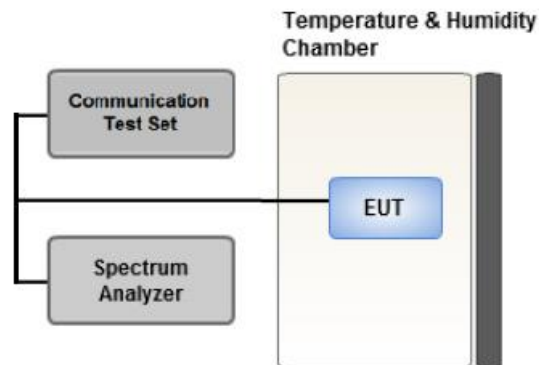 Temperature & Humidity
Chamber
Communication
Test Set
EUT
Spectrum
Analyzer